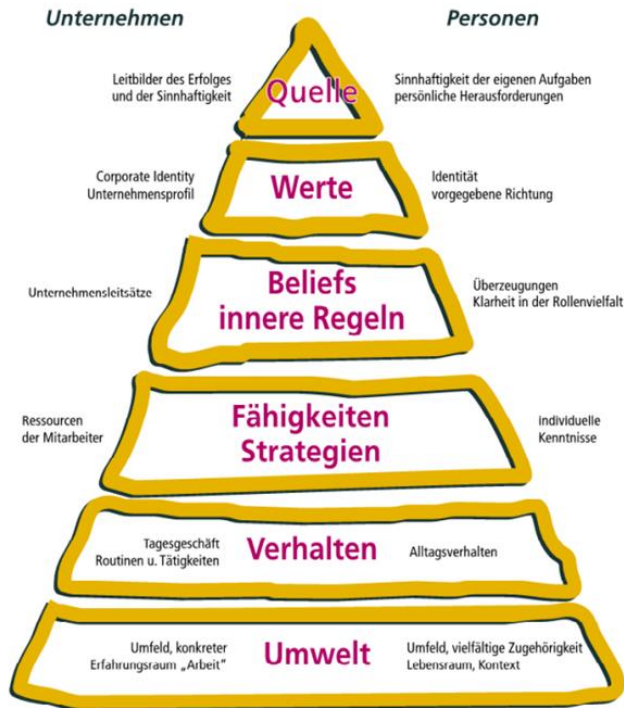 Unternehmen
Personen
Leitbilder des Erfolges
und der Sinnhaftigkeit
Quelle
Sinnhaftigkeit der eigenen Aufgaben
persönliche Herausforderungen
Corporate Identity
Unternehmensprofil
Werte
Identität
vorgegebene Richtung
Unternehmensleitsätze
Beliefs
innere Regeln
Überzeugungen
Klarheit in der Rollenvielfalt
Ressourcen
der Mitarbeiter
Fähigkeiten
Strategien
individuelle
Kenntnisse
Tagesgeschäft
Routinen u. Tätigkeiten
Verhalten
Alltagsverhalten
Umfeld, konkreter
Erfahrungsraum „Arbeit"
Umwelt
Umfeld, vielfältige Zugehörigkeit
Lebensraum, Kontext